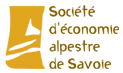 Société
d'économie
alpestre
de Savoie